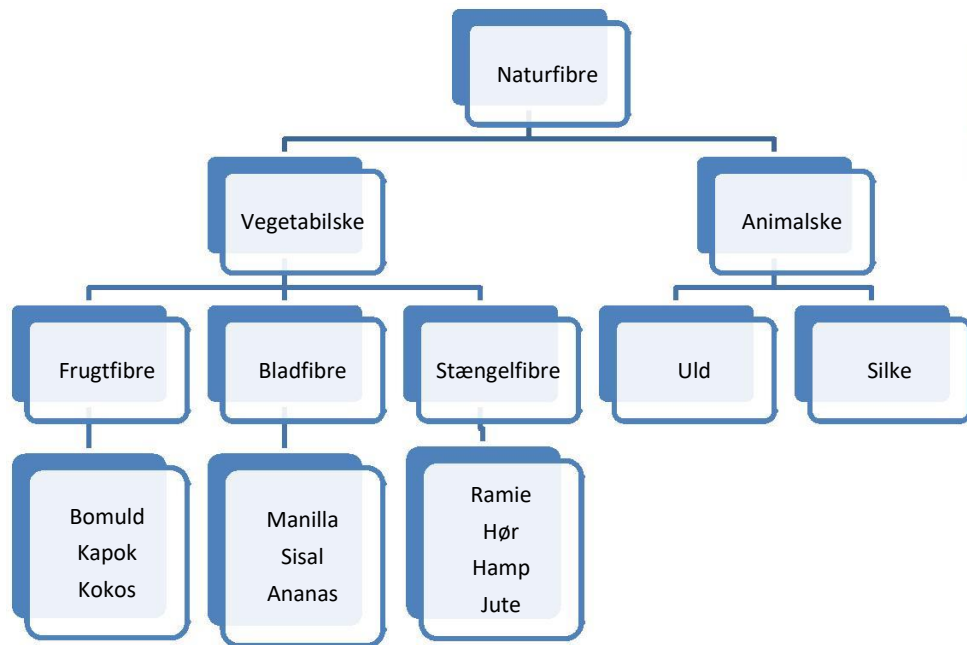 Naturfibre
Vegetabilske
Animalske
Frugtfibre
Bladfibre
Stængelfibre
Uld
Silke
Bomuld
Kapok
Kokos
Manilla
Sisal
Ananas
Ramie
Hør
Hamp
Jute